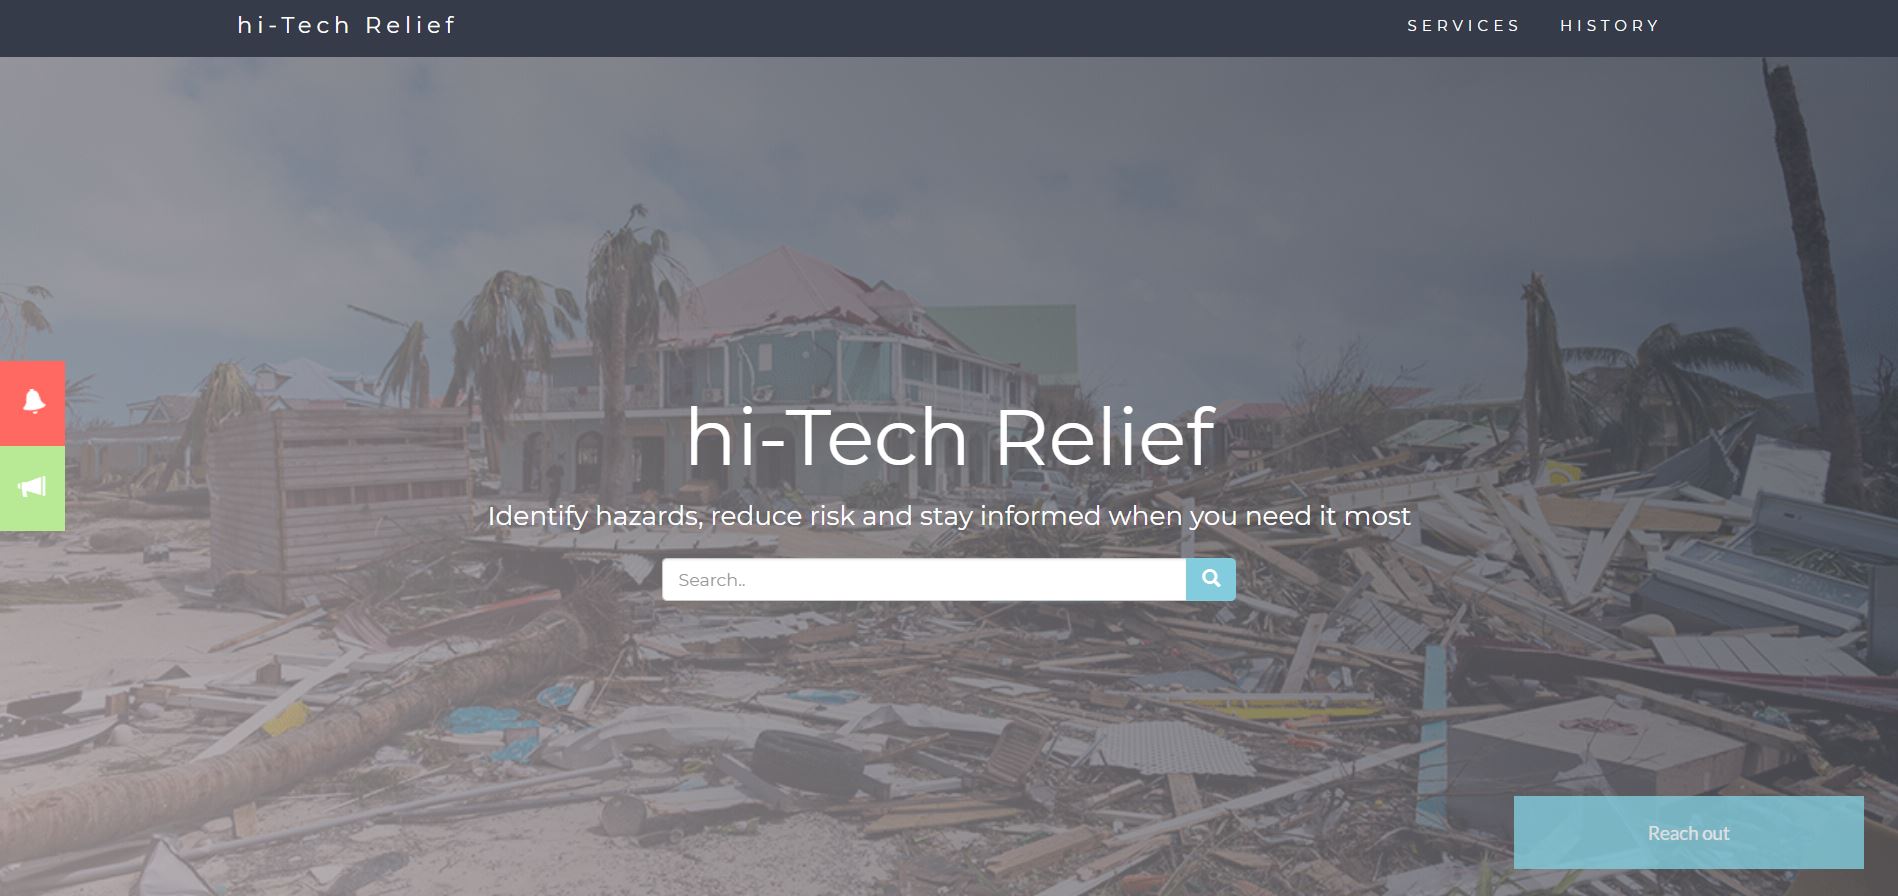 hi-Tech Relief
SERVICES
HISTORY
hi-Tech Relief
Identify hazards, reduce risk and stay informed when you need it most
Search..
Reach out